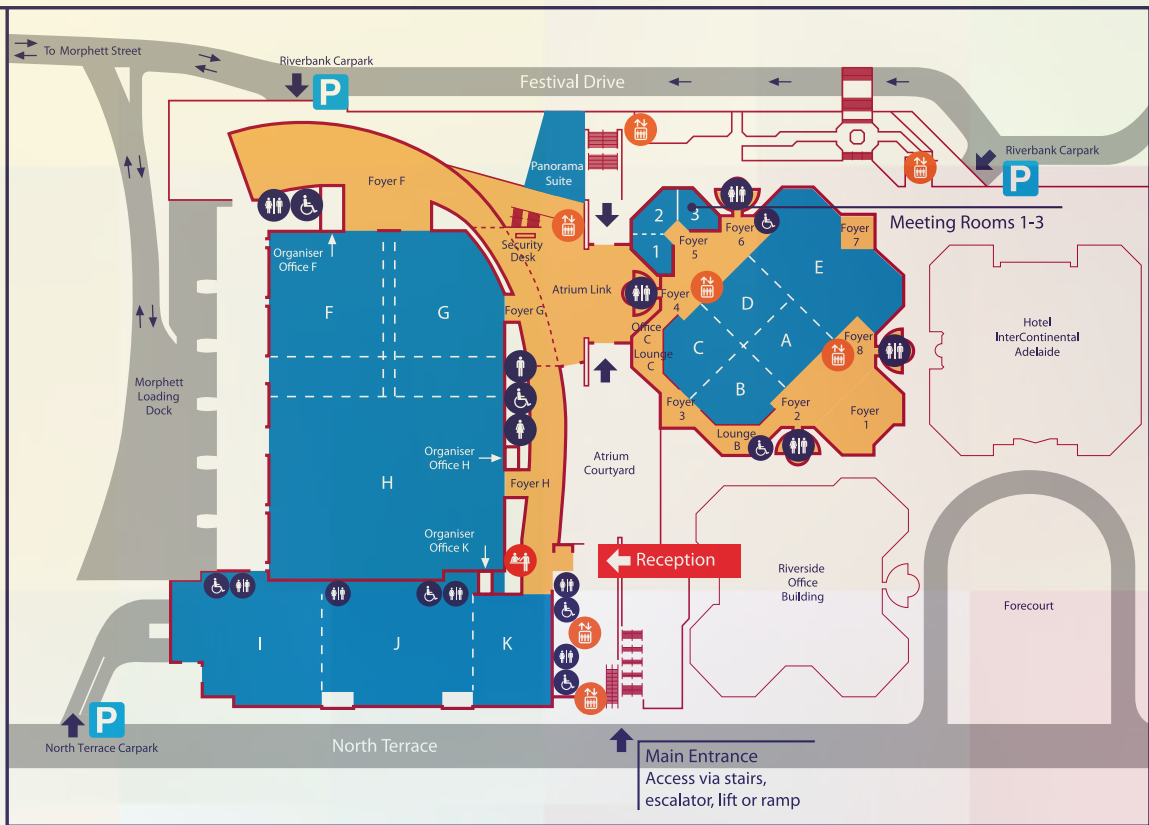 To Morphett Street
Riverbank Carpark
P
Festival Drive
Riverbank Carpark
P
Panorama
Suite
Foyer F
Meeting Rooms 1-3
2
3
1
Foyer
5
Foyer
6
Foyer
7
Security
Desk
Organiser
Office F
F
G
Foyer G
Atrium Link
Foyer
4
Office
C
Lounge
C
E
D
C
A
B
Foyer
8
Foyer
3
Foyer
2
Foyer
1
Lounge
B
Hotel
InterContinental
Adelaide
Morphett
Loading
Dock
Organiser
Office H
H
Foyer H
Atrium
Courtyard
Organiser
Office K
Reception
Riverside
Office
Building
Forecourt
I
J
K
P
North Terrace Carpark
North Terrace
Main Entrance
Access via stairs,
escalator, lift or ramp